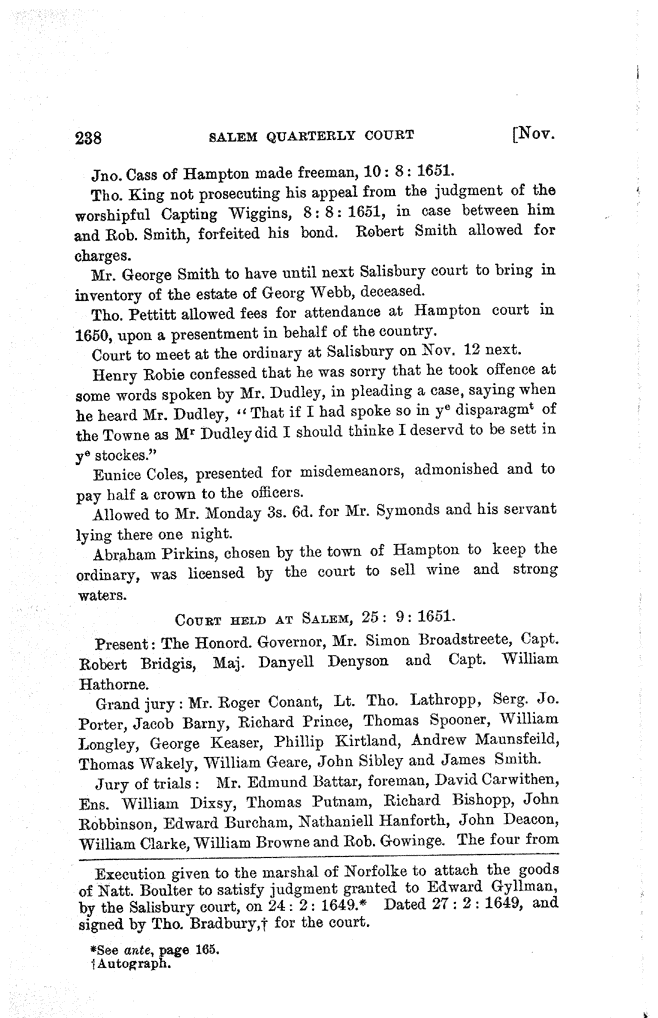 238 SALEM QUARTERLY COURT [Nov.
Jno. Cass of Hampton made freeman, 10 : 8 : 1651.
Tho. King not prosecuting his appeal from the judgment of the
worshipful Capting Wiggins, 8 : 8 : 1651, in case between him
and Rob. Smith, forfeited his bond. Robert Smith allowed for
charges.
Mr. George Smith to have until next Salisbury court to bring in
inventory of the estate of Georg Webb, deceased.
Tho. Pettitt allowed fees for attendance at Hampton court in
1650, upon a presentment in behalf of the country.
Court to meet at the ordinary at Salisbury on Nov. 12 next.
Henry Robie confessed that he was sorry that he took offence at
some words spoken by Mr. Dudley, in pleading a case, saying when
he heard Mr. Dudley, “ That if I had spoke so in yᵉ disparagmᵗ of
the Towne as Mʳ Dudley did I should thinke I deservd to be sett in
yᵉ stockes.”
Eunice Coles, presented for misdemeanors, admonished and to
pay half a crown to the officers.
Allowed to Mr. Monday 3s. 6d. for Mr. Symonds and his servant
lying there one night.
Abraham Pirkins, chosen by the town of Hampton to keep the
ordinary, was licensed by the court to sell wine and strong
waters.
COURT HELD AT SALEM, 25 : 9 : 1651.
Present : The Honord. Governor, Mr. Simon Broadstreete, Capt.
Robert Bridgis, Maj. Danyell Denyson and Capt. William
Hathorne.
Grand jury : Mr. Roger Conant, Lt. Tho. Lathropp, Serg. Jo.
Porter, Jacob Barny, Richard Prince, Thomas Spooner, William
Longley, George Keaser, Phillip Kirtland, Andrew Maunsfeild,
Thomas Wakely, William Geare, John Sibley and James Smith.
Jury of trials : Mr. Edmund Battar, foreman, David Carwithen,
Ens. William Dixsy, Thomas Putnam, Richard Bishopp, John
Robbinson, Edward Burcham, Nathaniell Hanforth, John Deacon,
William Clarke, William Browne and Rob. Gowinge. The four from
Execution given to the marshal of Norfolke to attach the goods
of Natt. Boulter to satisfy judgment granted to Edward Gyllman,
by the Salisbury court, on 24 : 2 : 1649.* Dated 27 : 2 : 1649, and
signed by Tho. Bradbury,† for the court.
*See ante, page 165.
†Autograph.